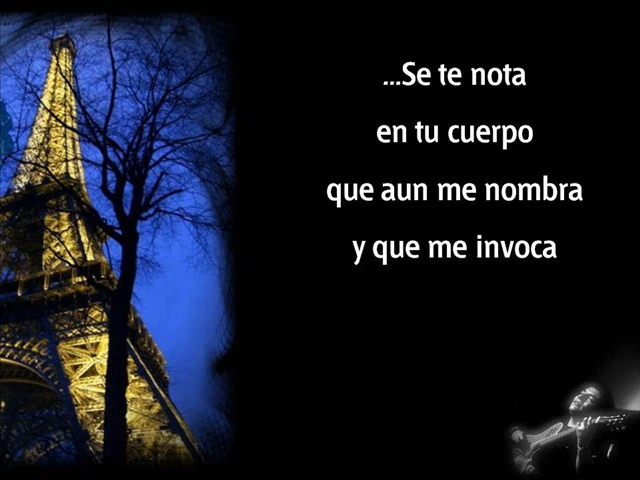 ...Se te nota
en tu cuerpo
que aun me nombra
y que me invoca